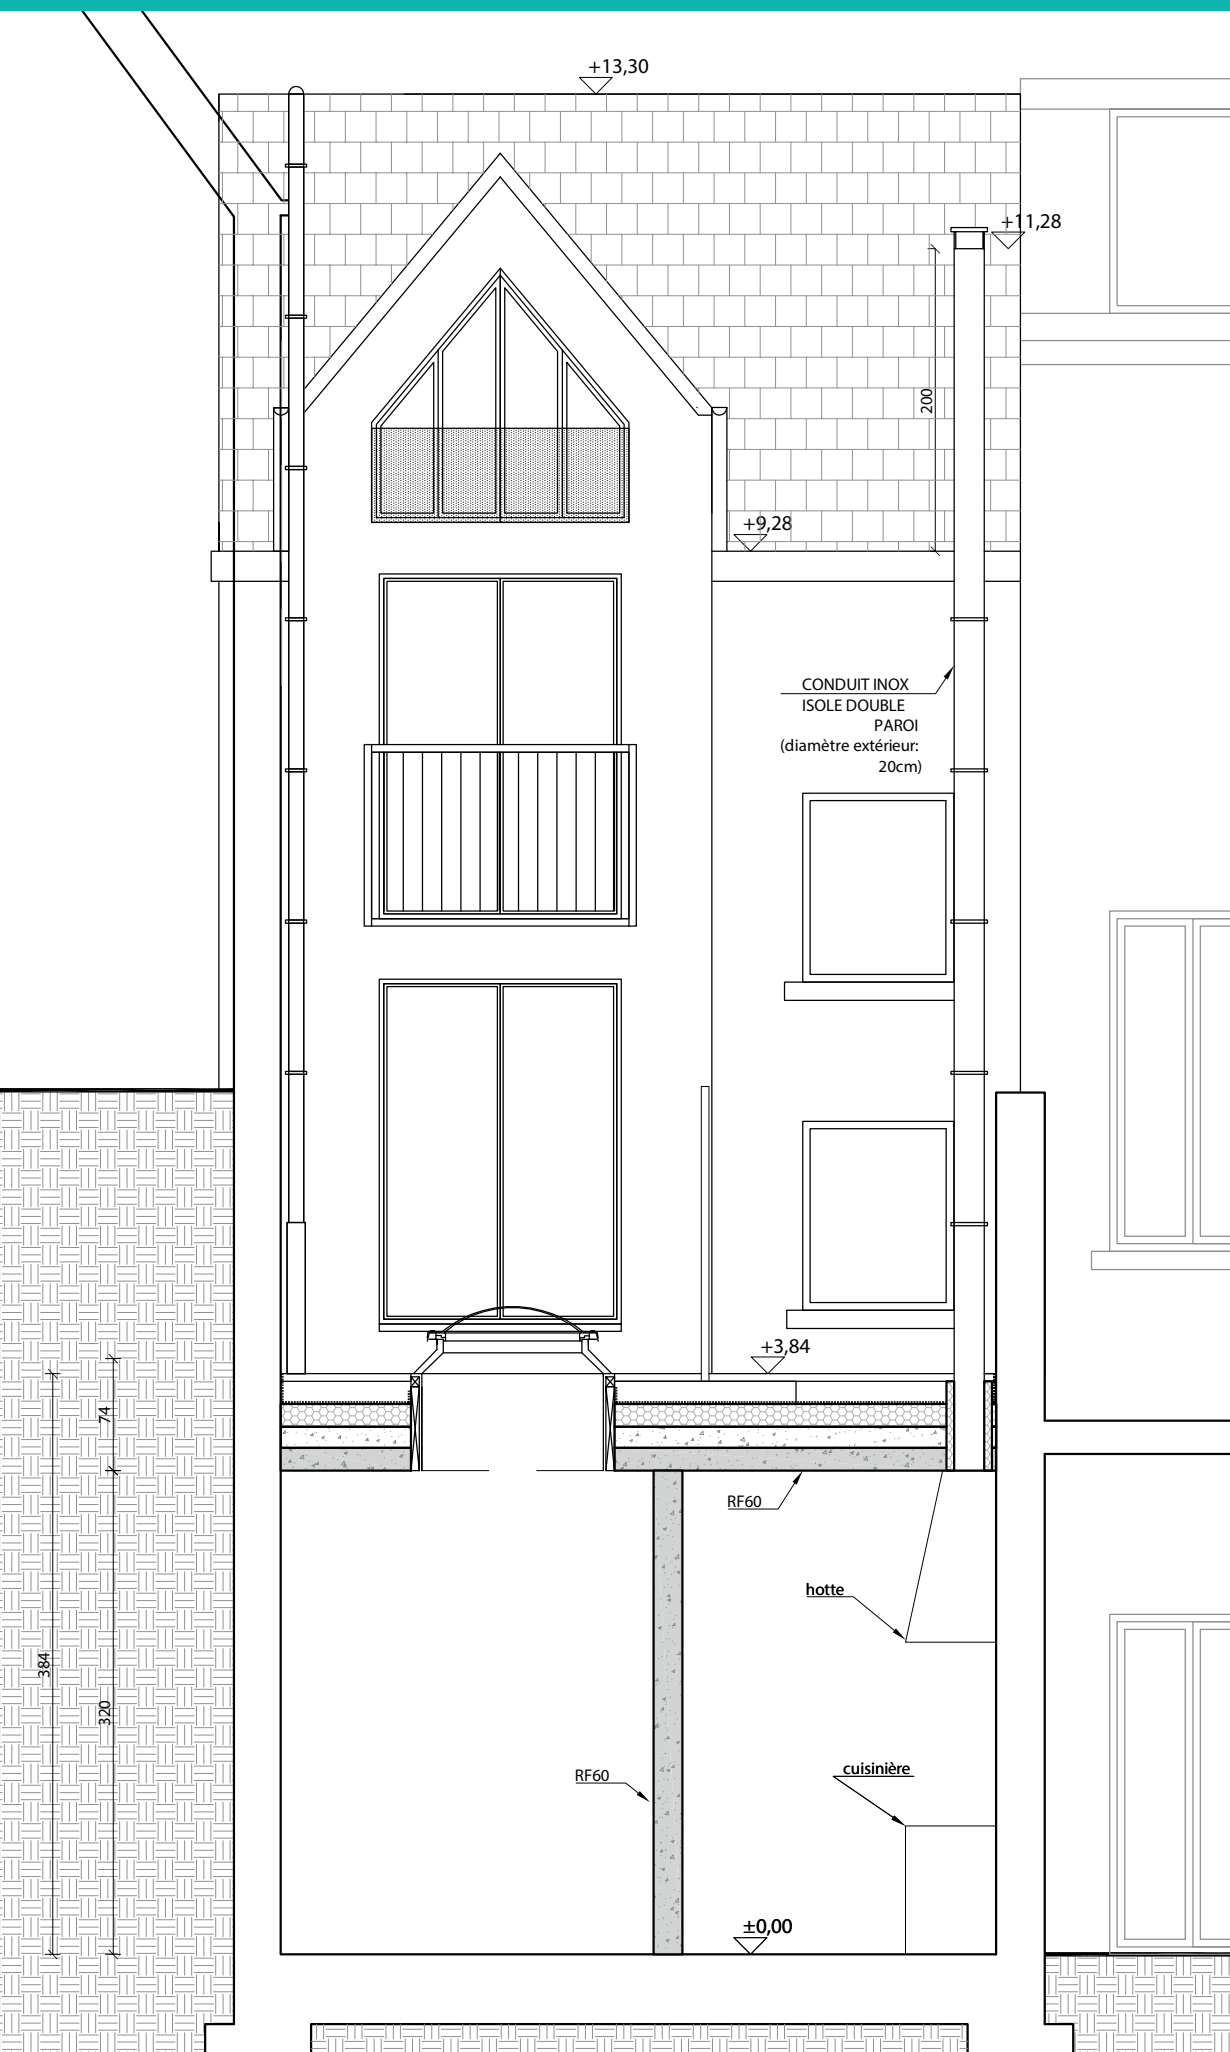 +13,30
+11,28
200
+9,28
CONDUIT INOX
ISOLE DOUBLE
PAROI
(diamètre extérieur:
20cm)
+3,84
74
RF60
hotte
384
320
RF60
cuisinière
±0,00